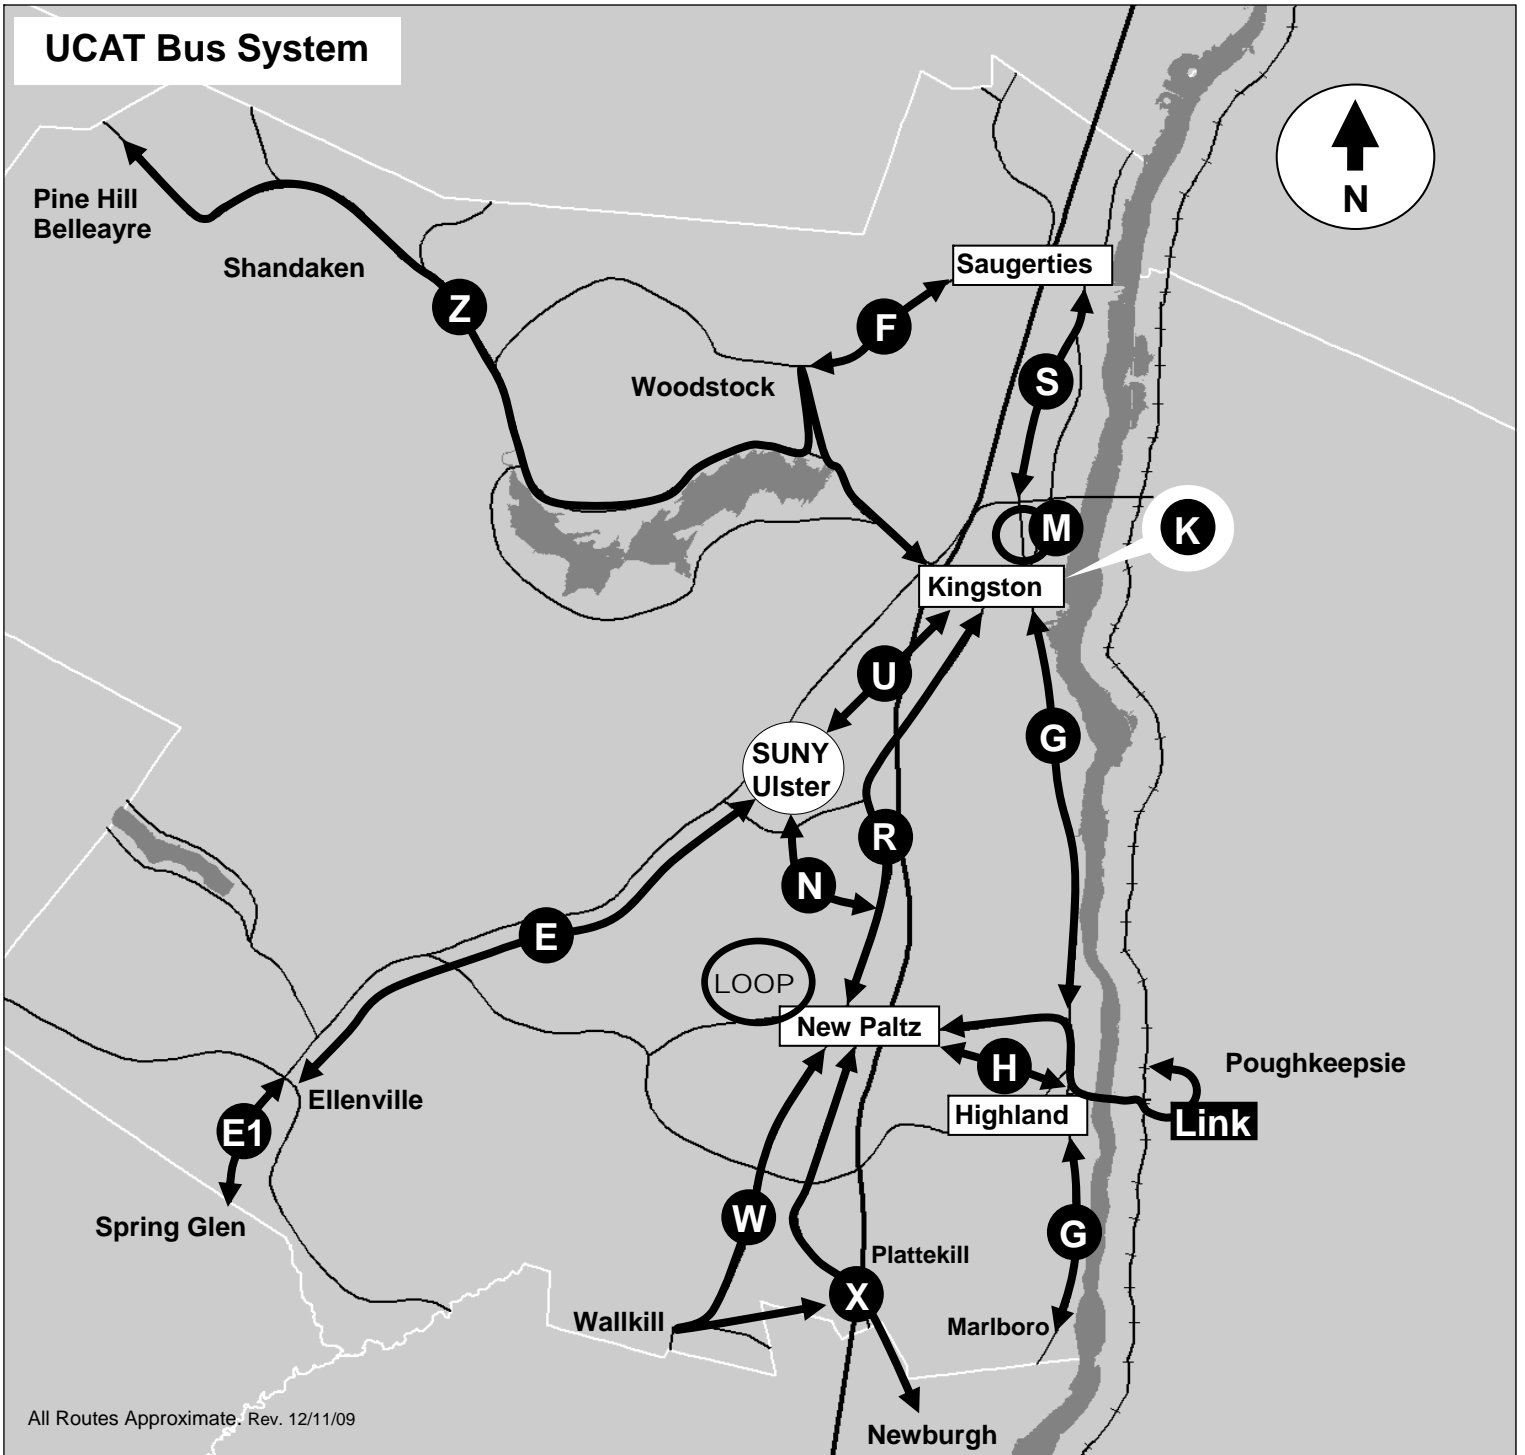 UCAT Bus System
N
Pine Hill
Belleayre
Shandaken
Saugerties
Z
F
Woodstock
S
M
K
Kingston
U
G
SUNY
Ulster
R
N
E
LOOP
New Paltz
H
Poughkeepsie
Ellenville
Highland
Link
E1
Spring Glen
W
G
Plattekill
X
Wallkill
Marlboro
All Routes Approximate. Rev. 12/11/09
Newburgh